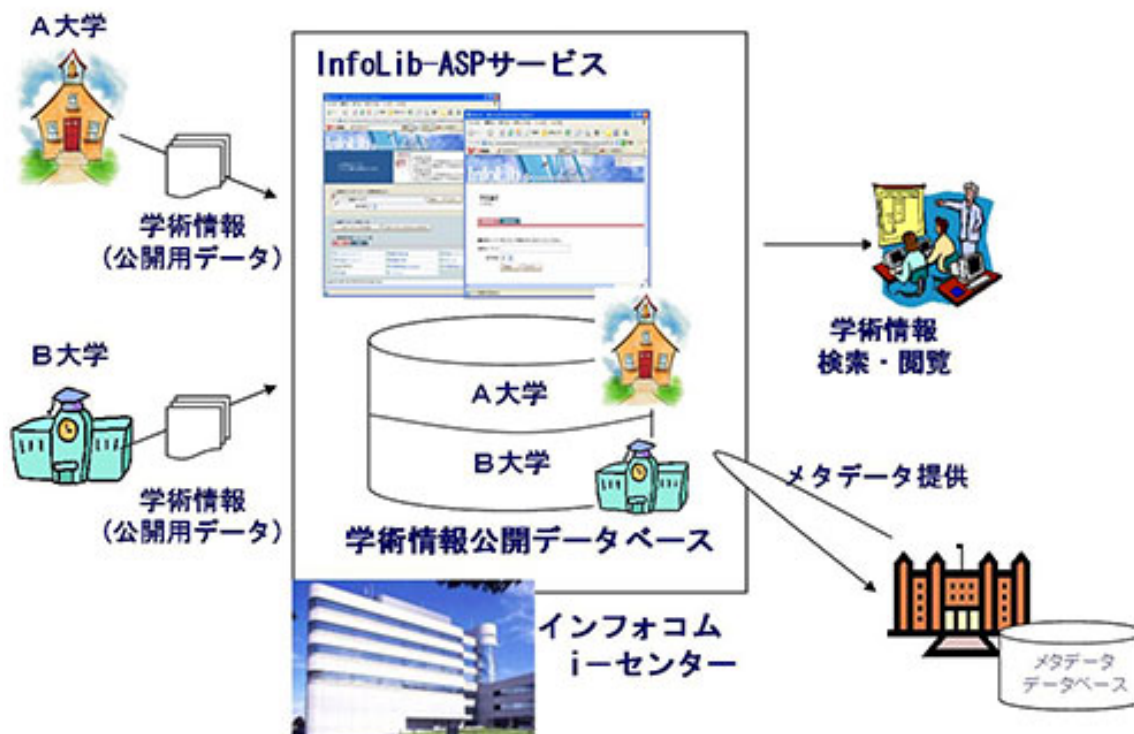 A大学
InfoLib-ASPサービス
学術情報
(公開用データ)
B大学
学術情報
(公開用データ)
A大学
B大学
学術情報公開データベース
インフォコム
i－センター
学術情報
検索・閲覧
メタデータ提供
メタデータ
データベース